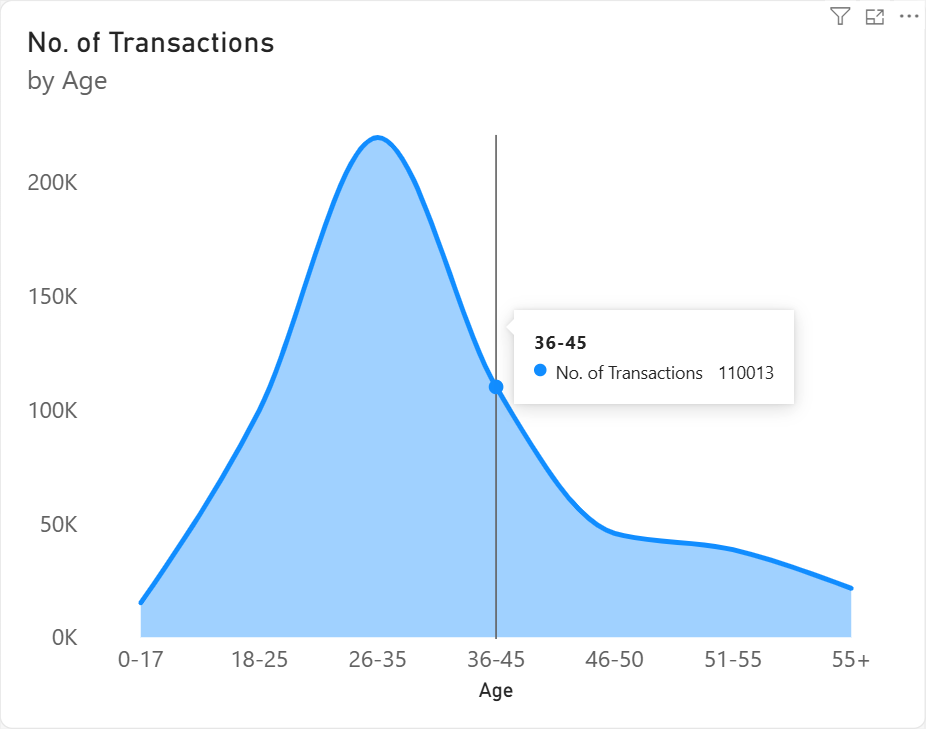 No. of Transactions
by Age
200K
150K
100K
50K
0K
36-45
No. of Transactions 110013
0-17 18-25 26-35 36-45 46-50 51-55 55+
Age